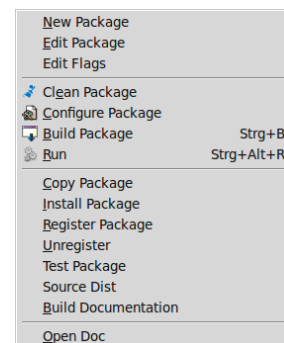 New Package
Edit Package
Edit Flags
Clean Package
Configure Package
Build Package Strg+B
Run Strg+Alt+R
Copy Package
Install Package
Register Package
Unregister
Test Package
Source Dist
Build Documentation
Open Doc